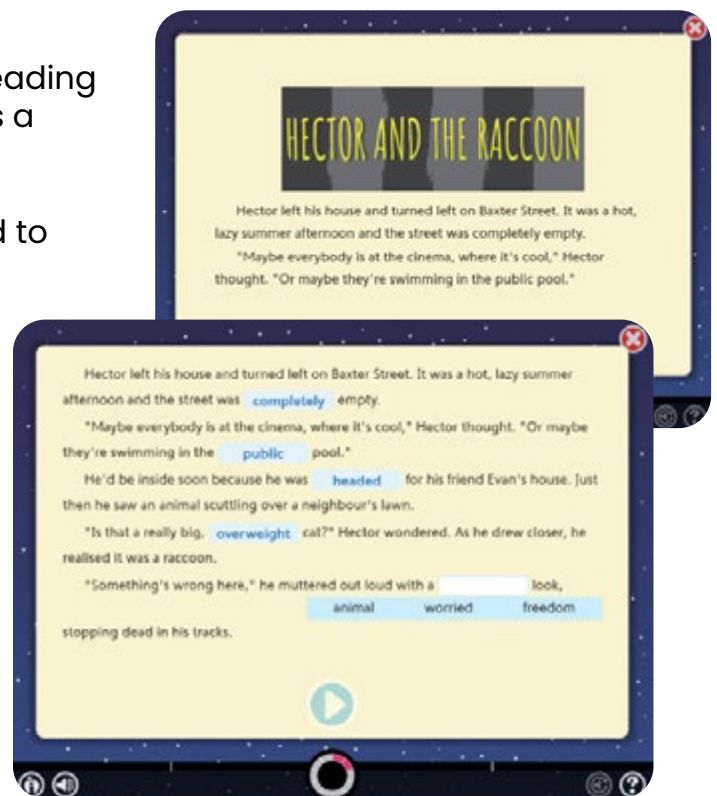 eading
s a
d to
HECTOR AND THE RACCOON
Hector left his house and turned left on Baxter Street. It was a hot,
lazy summer afternoon and the street was completely empty.
"Maybe everybody is at the cinema, where it's cool," Hector
thought. "Or maybe they're swimming in the public pool."
Hector left his house and turned left on Baxter Street. It was a hot, lazy summer
afternoon and the street was completely empty.
"Maybe everybody is at the cinema, where it's cool," Hector thought. "Or maybe
they're swimming in the public pool."
He'd be inside soon because he was headed for his friend Evan's house. Just
then he saw an animal scuttling over a neighbour's lawn.
"Is that a really big, overweight cat?" Hector wondered. As he drew closer, he
realised it was a raccoon.
"Something's wrong here," he muttered out loud with a look,
animal worried freedom
stopping dead in his tracks.